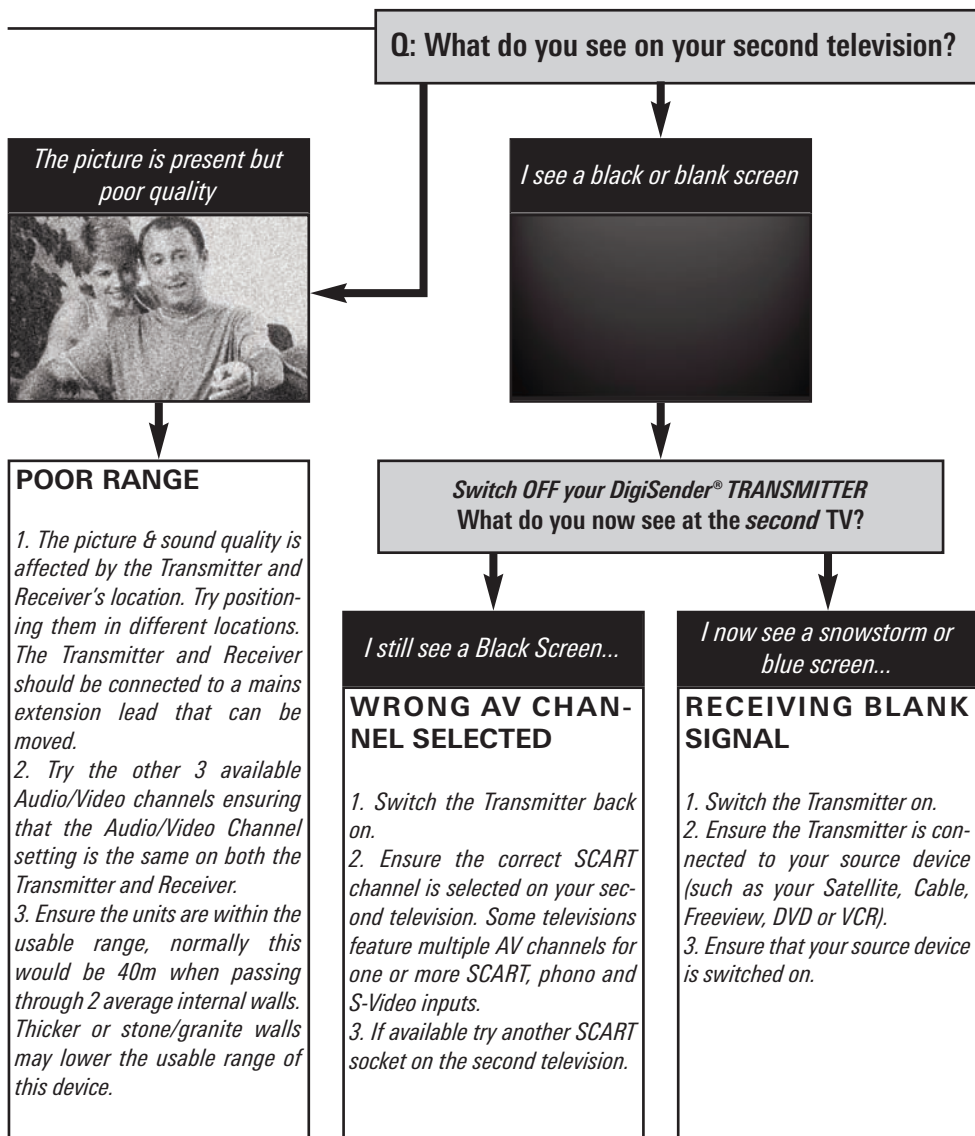 Q: What do you see on your second television?
The picture is present but
poor quality
I see a black or blank screen
POOR RANGE
1. The picture & sound quality is
affected by the Transmitter and
Receiver's location. Try position-
ing them in different locations.
The Transmitter and Receiver
should be connected to a mains
extension lead that can be
moved.
2. Try the other 3 available
Audio/Video channels ensuring
that the Audio/Video Channel
setting is the same on both the
Transmitter and Receiver.
3. Ensure the units are within the
usable range, normally this
would be 40m when passing
through 2 average internal walls.
Thicker or stone/granite walls
may lower the usable range of
this device.
Switch OFF your DigiSender® TRANSMITTER
What do you now see at the second TV?
I still see a Black Screen...
WRONG AV CHAN-
NEL SELECTED
1. Switch the Transmitter back
on.
2. Ensure the correct SCART
channel is selected on your sec-
ond television. Some televisions
feature multiple AV channels for
one or more SCART, phono and
S-Video inputs.
3. If available try another SCART
socket on the second television.
I now see a snowstorm or
blue screen...
RECEIVING BLANK
SIGNAL
1. Switch the Transmitter on.
2. Ensure the Transmitter is con-
nected to your source device
(such as your Satellite, Cable,
Freeview, DVD or VCR).
3. Ensure that your source device
is switched on.